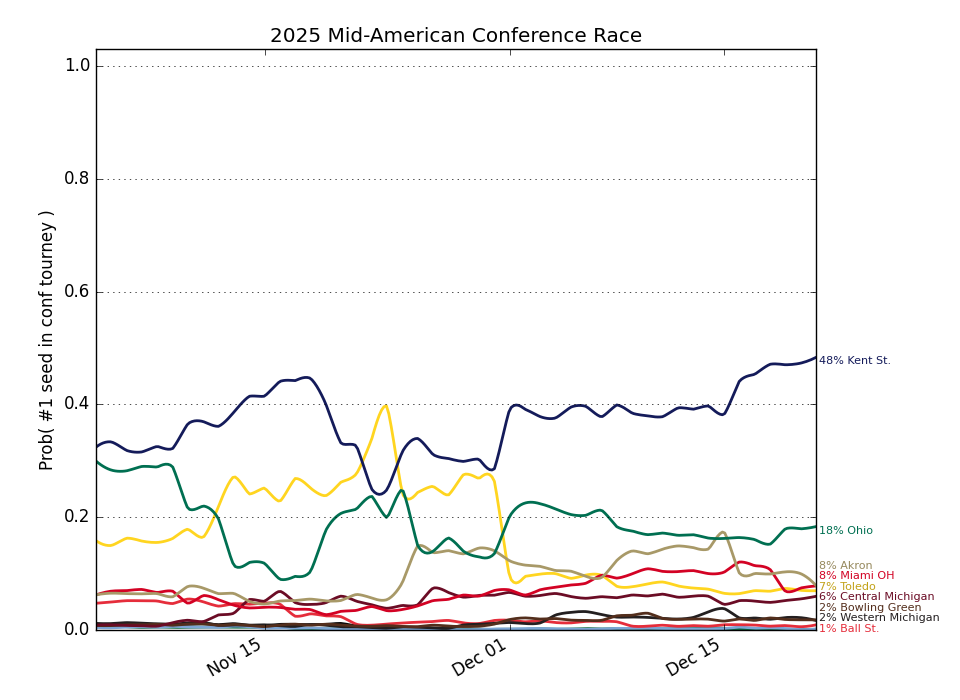 2025 Mid-American Conference Race
Prob( #1 seed in conf tourney )
1.0
0.8
0.6
0.4
0.2
0.0
Nov 15
Dec 01
Dec 15
48% Kent St.
18% Ohio
8% Akron
8% Miami OH
7% Toledo
6% Central Michigan
2% Bowling Green
2% Western Michigan
1% Ball St.